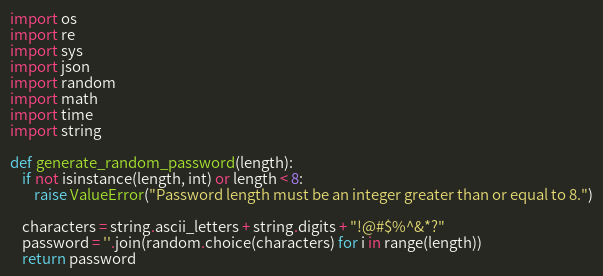 import os
import re
import sys
import json
import random
import math
import time
import string

def generate_random_password(length):
    if not isinstance(length, int) or length < 8:
        raise ValueError("Password length must be an integer greater than or equal to 8.")

    characters = string.ascii_letters + string.digits + "!@#$%^&*?"
    password = ''.join(random.choice(characters) for i in range(length))
    return password